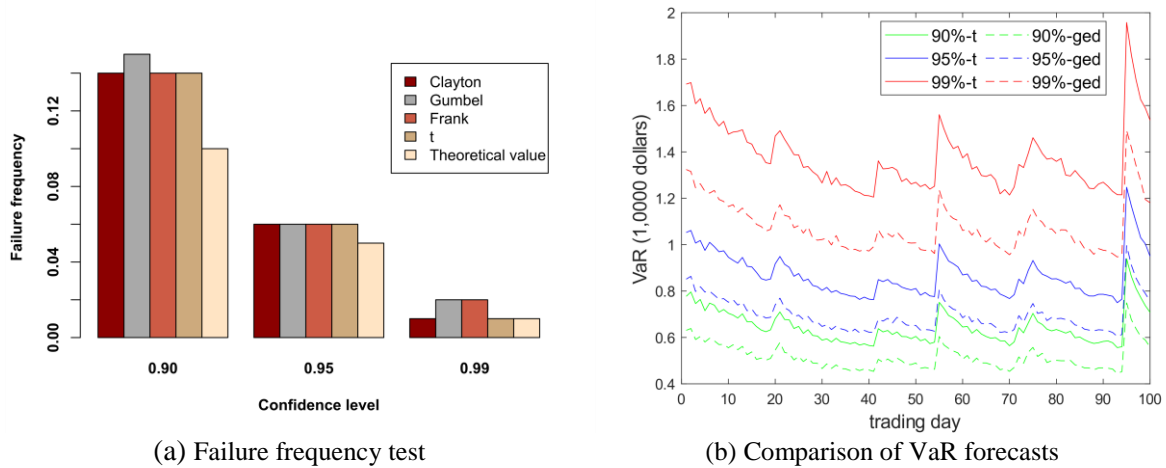 Failure frequency
0.12
0.08
0.04
0.00
Clayton
Gumbel
Frank
t
Theoretical value
0.90
0.95
0.99
Confidence level
(a) Failure frequency test
VaR (1,0000 dollars)
2
1.8
1.6
1.4
1.2
1
0.8
0.6
0.4
90%-t
90%-ged
95%-t
95%-ged
99%-t
99%-ged
0 10 20 30 40 50 60 70 80 90 100
trading day
(b) Comparison of VaR forecasts